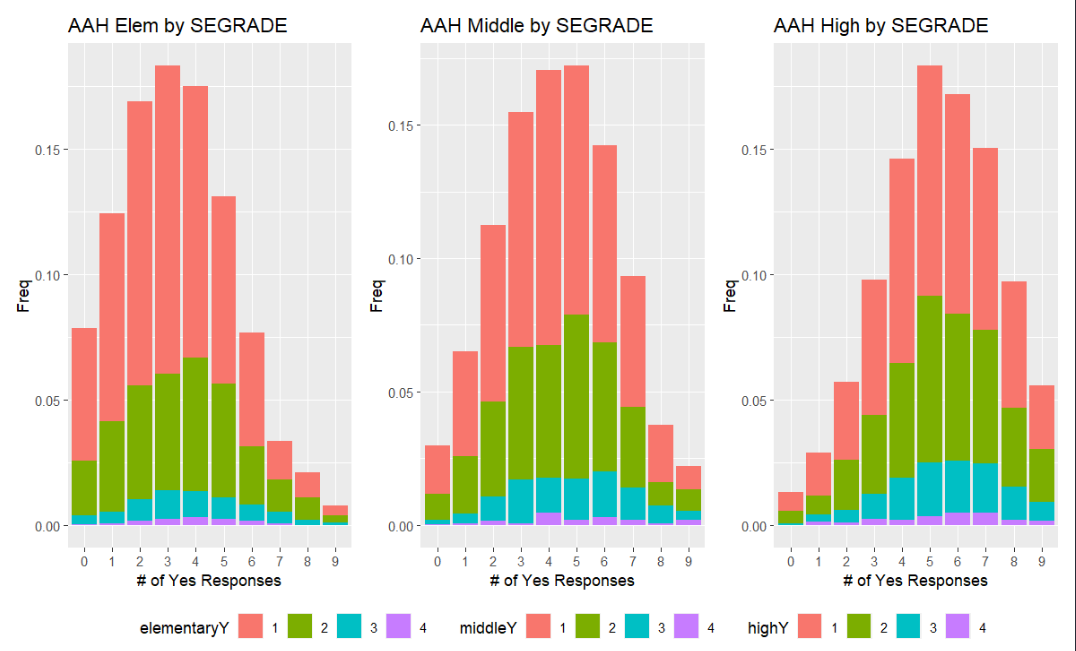 AAH Elem by SEGRADE
AAH Middle by SEGRADE
AAH High by SEGRADE
Freq
0.15
0.10
0.05
0.00
0 1 2 3 4 5 6 7 8 9
# of Yes Responses
Freq
0.15
0.10
0.05
0.00
0 1 2 3 4 5 6 7 8 9
# of Yes Responses
Freq
0.15
0.10
0.05
0.00
0 1 2 3 4 5 6 7 8 9
# of Yes Responses
elementaryY 1 2 3 4
middleY 1 2 3 4
highY 1 2 3 4